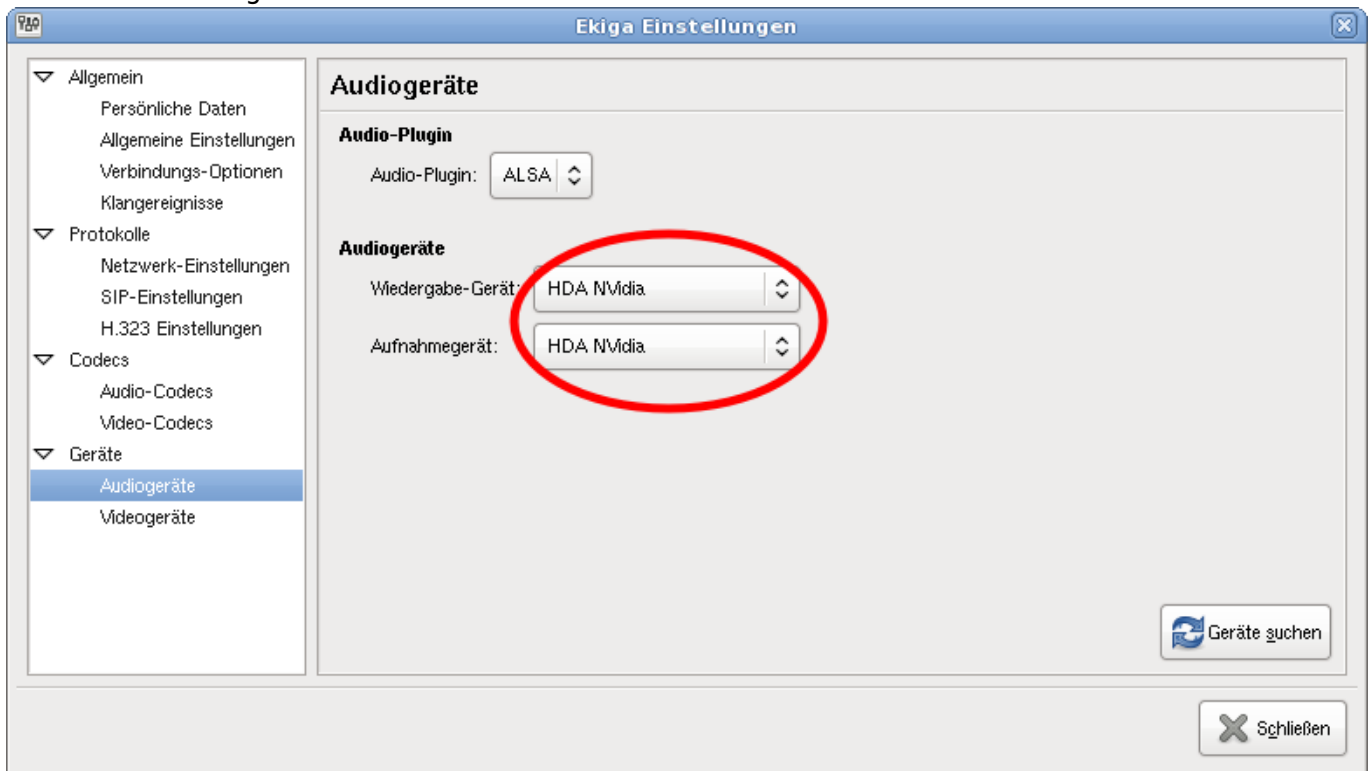 Ekiga Einstellungen
Allgemein
Persönliche Daten
Allgemeine Einstellungen
Verbindungs-Optionen
Klangereignisse
Protokolle
Netzwerk-Einstellungen
SIP-Einstellungen
H.323 Einstellungen
Codecs
Audio-Codecs
Video-Codecs
Geräte
Audiogeräte
Videogeräte
Audiogeräte
Audio-Plugin
Audio-Plugin: ALSA
Audiogeräte
Wiedergabe-Gerät: HDA NVidia
Aufnahmegerät: HDA NVidia
Geräte suchen
Schließen